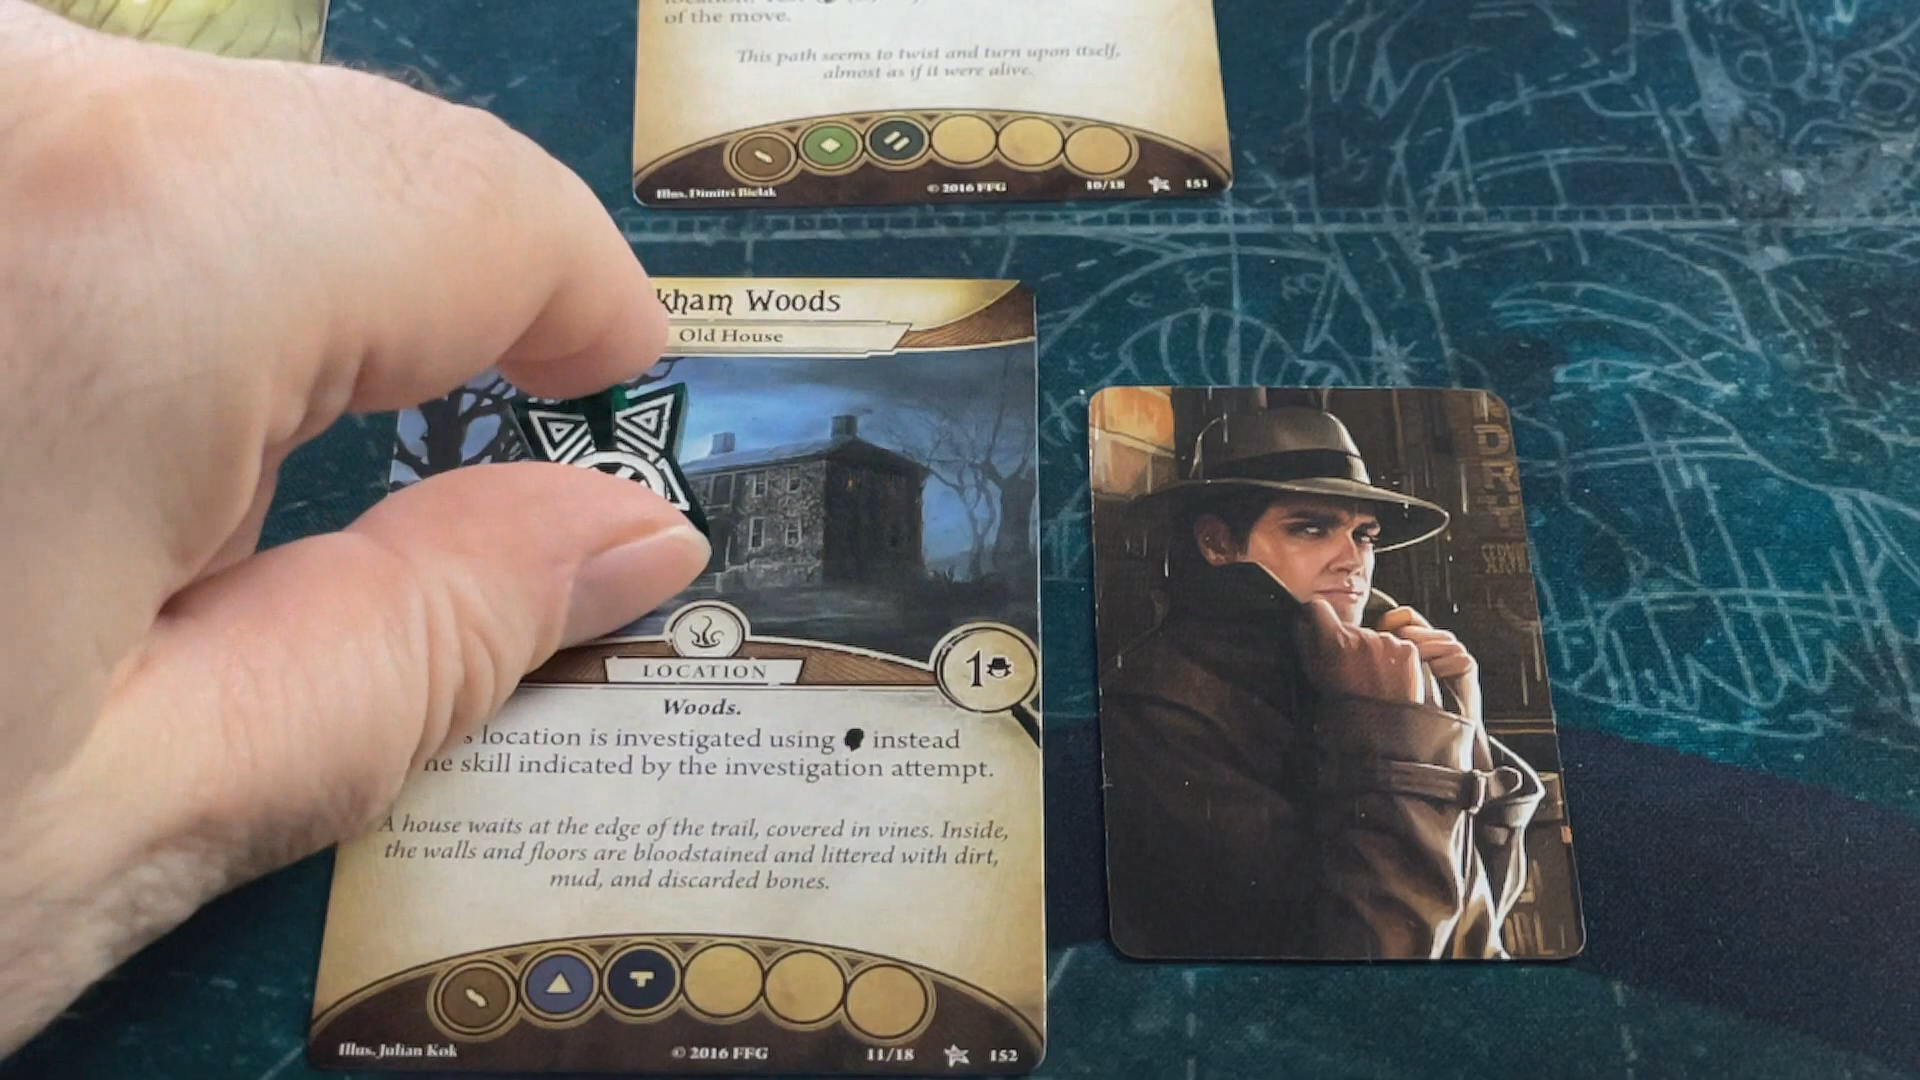 of the move.
This path seems to twist and turn upon itself,
almost as if it were alive.
Illus. Dimitri Bielak
© 2016 FFG
10/18
151
kham Woods
Old House
LOCATION
1
Woods.
s location is investigated using instead
he skill indicated by the investigation attempt.
A house waits at the edge of the trail, covered in vines. Inside,
the walls and floors are bloodstained and littered with dirt,
mud, and discarded bones.
Illus. Julian Kok
© 2016 FFG
11/18
152
DRY
SERVIC